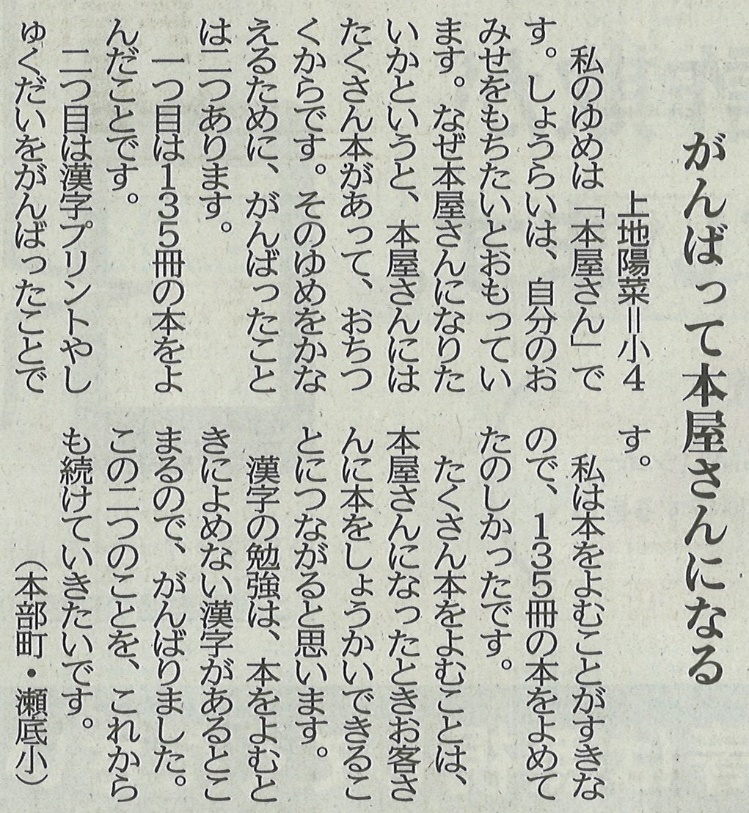 がんばって本屋さんになる
上地陽菜=小4
私のゆめは「本屋さん」で
す。しょうらいは、自分のお
みせをもちたいとおもってい
ます。なぜ本屋さんになりた
いかというと、本屋さんには
たくさん本があって、おちつ
くからです。そのゆめをかな
えるために、がんばったこと
は二つあります。
一つ目は135冊の本をよ
んだことです。
二つ目は漢字プリントやし
ゅくだいをがんばったことで
す。
私は本をよむことがすきな
ので、135冊の本をよめて
たのしかったです。
たくさん本をよむことは、
本屋さんになったときお客さ
んに本をしょうかいできるこ
とにつながると思います。
漢字の勉強は、本をよむと
きによめない漢字があるとこ
まるので、がんばりました。
この二つのことを、これから
も続けていきたいです。
(本部町・瀬底小)